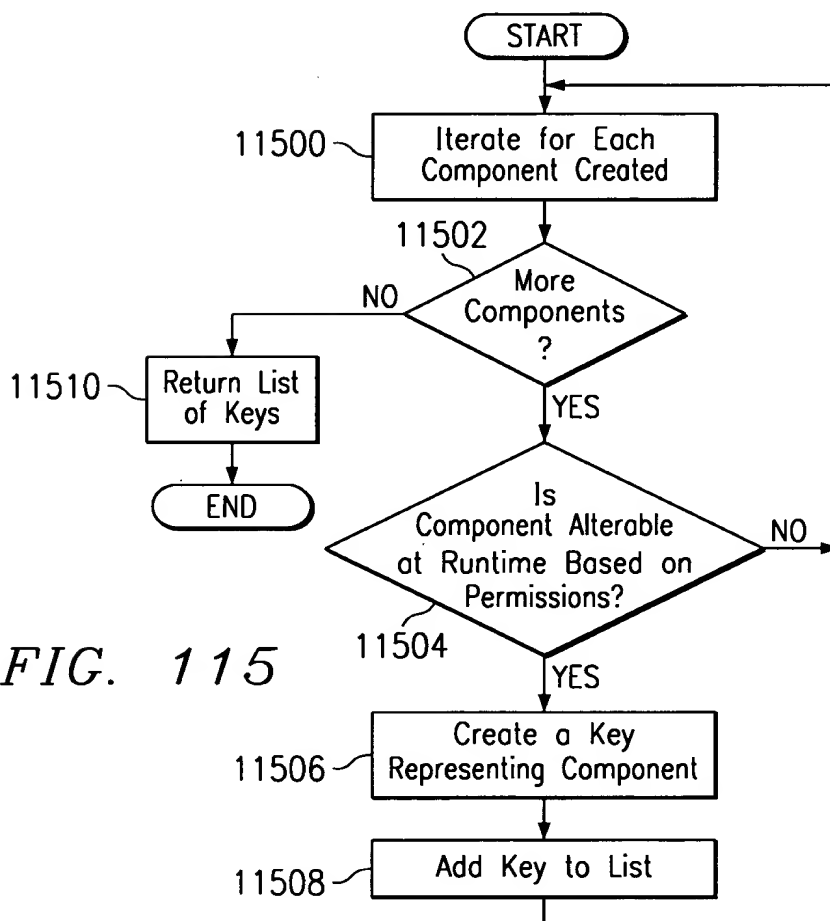 START
11500
Iterate for Each
Component Created
11502
More
Components
?
NO
11510
Return List
of Keys
YES
END
Is
Component Alterable
at Runtime Based on
Permissions?
NO
11504
FIG. 115
YES
11506
Create a Key
Representing Component
11508
Add Key to List